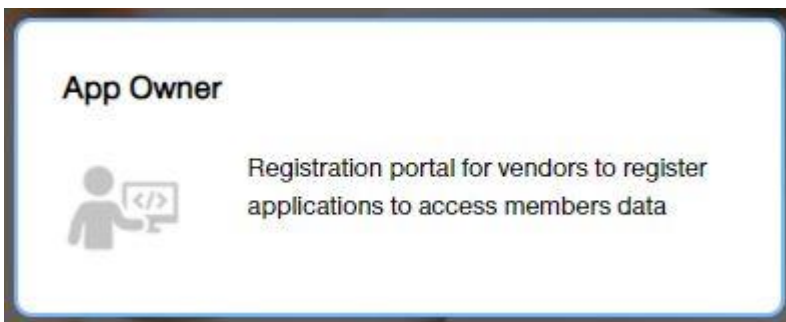 App Owner
</>
Registration portal for vendors to register
applications to access members data